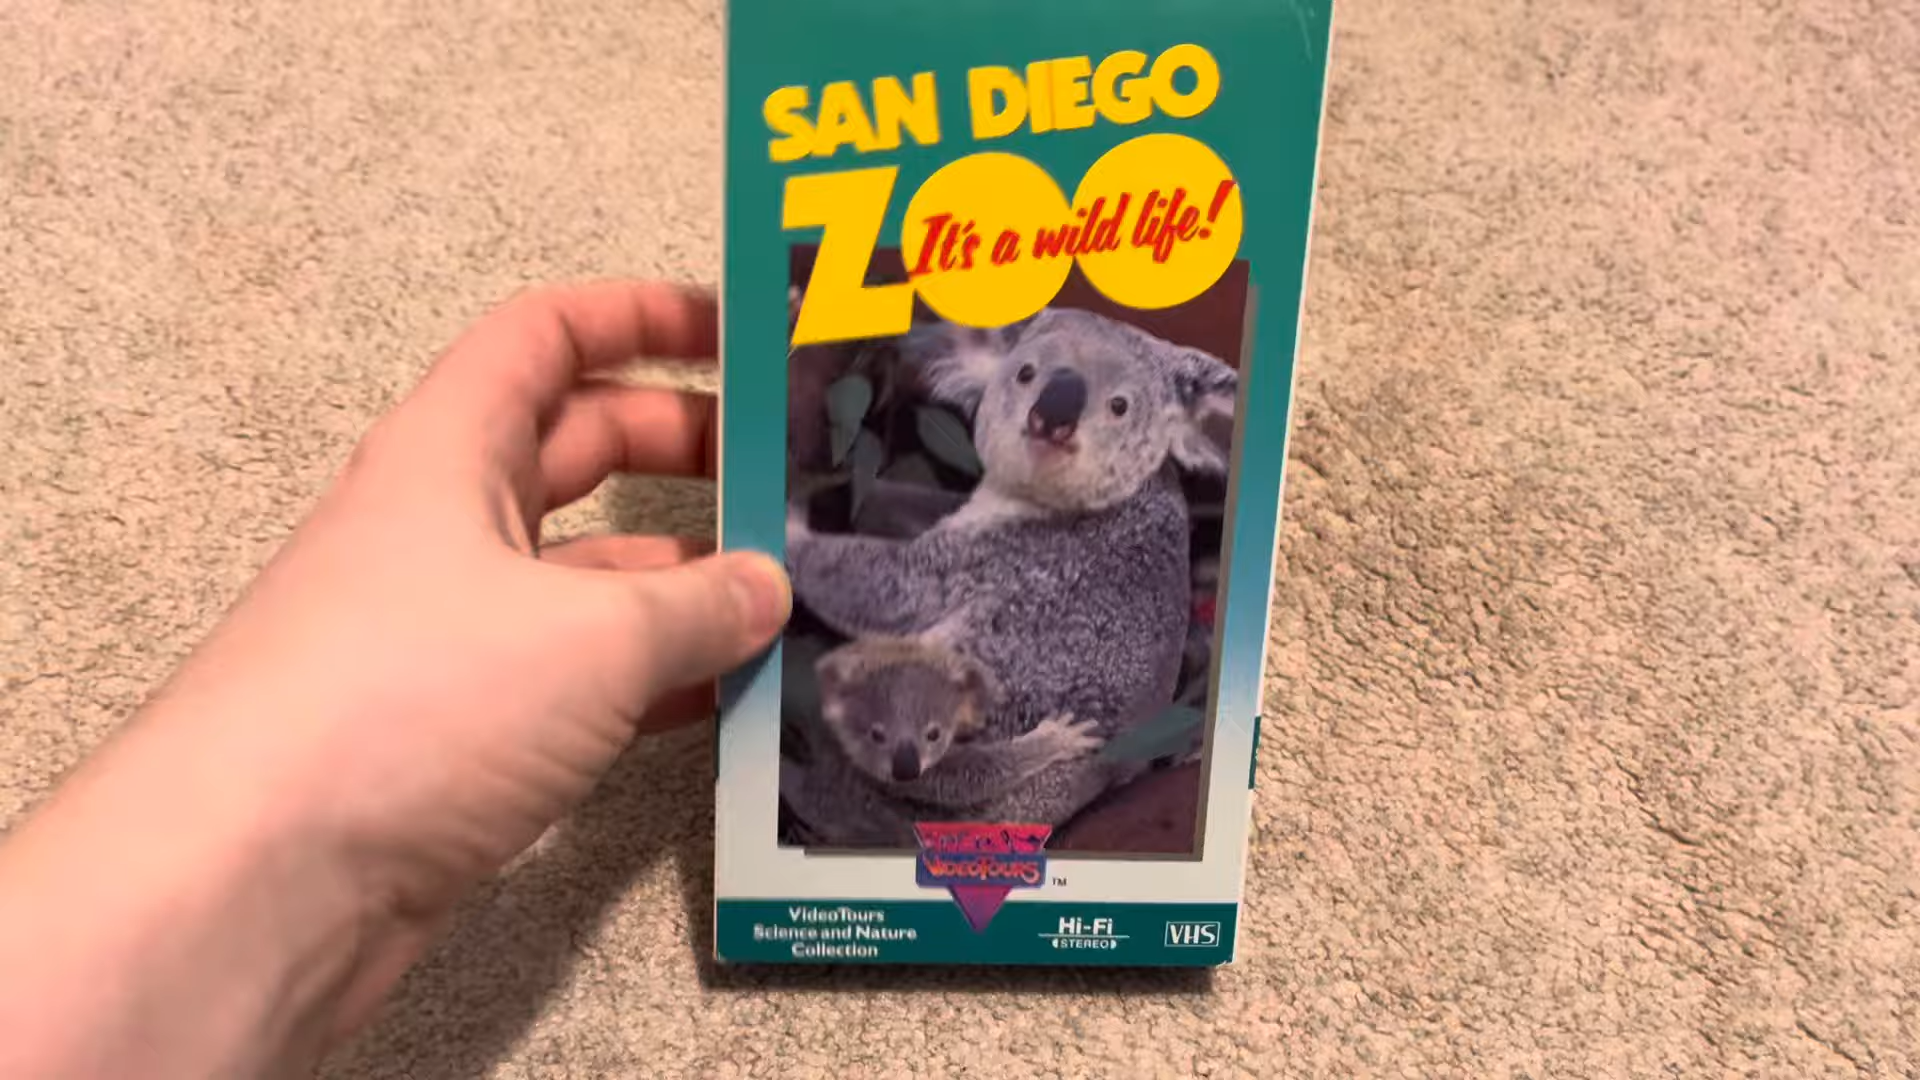 SAN DIEGO
ZOO
It's a wild life!
VIDEOTOURS
TM
VideoTours
Science and Nature
Collection
Hi-Fi
STEREO
VHS